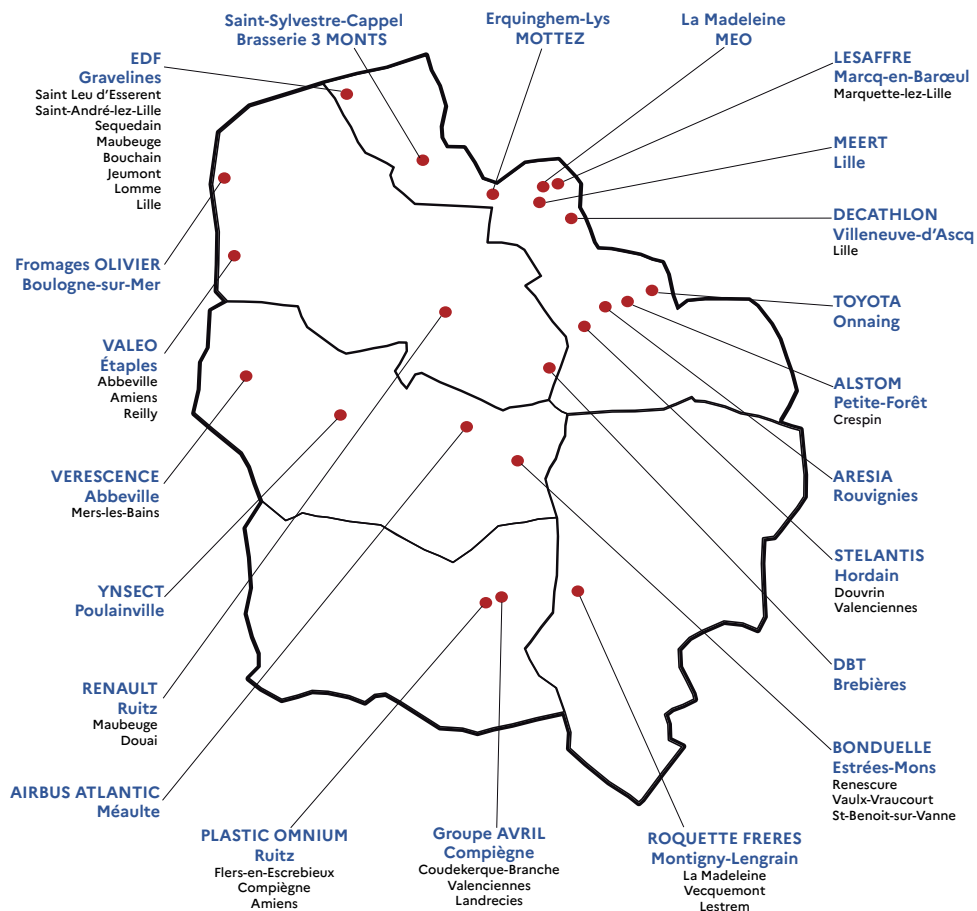 Saint-Sylvestre-Cappel
Brasserie 3 MONTS
Erquinghem-Lys
MOTTEZ
La Madeleine
MEO
EDF
Gravelines
Saint Leu d'Esserent
Saint-André-lez-Lille
Sequedain
Maubeuge
Bouchain
Jeumont
Lomme
Lille
LESAFFRE
Marcq-en-Barœul
Marquette-lez-Lille
MEERT
Lille
DECATHLON
Villeneuve-d'Ascq
Lille
Fromages OLIVIER
Boulogne-sur-Mer
TOYOTA
Onnaing
VALEO
Étaples
Abbeville
Amiens
Reilly
ALSTOM
Petite-Forêt
Crespin
VERESCENCE
Abbeville
Mers-les-Bains
ARESIA
Rouvignies
YNSECT
Poulainville
STELANTIS
Hordain
Douvrin
Valenciennes
RENAULT
Ruitz
Maubeuge
Douai
DBT
Brebières
AIRBUS ATLANTIC
Méaulte
BONDUELLE
Estrées-Mons
Renescure
Vaulx-Vraucourt
St-Benoit-sur-Vanne
PLASTIC OMNIUM
Ruitz
Flers-en-Escrebieux
Compiègne
Amiens
Groupe AVRIL
Compiègne
Coudekerque-Branche
Valenciennes
Landrecies
ROQUETTE FRERES
Montigny-Lengrain
La Madeleine
Vecquemont
Lestrem